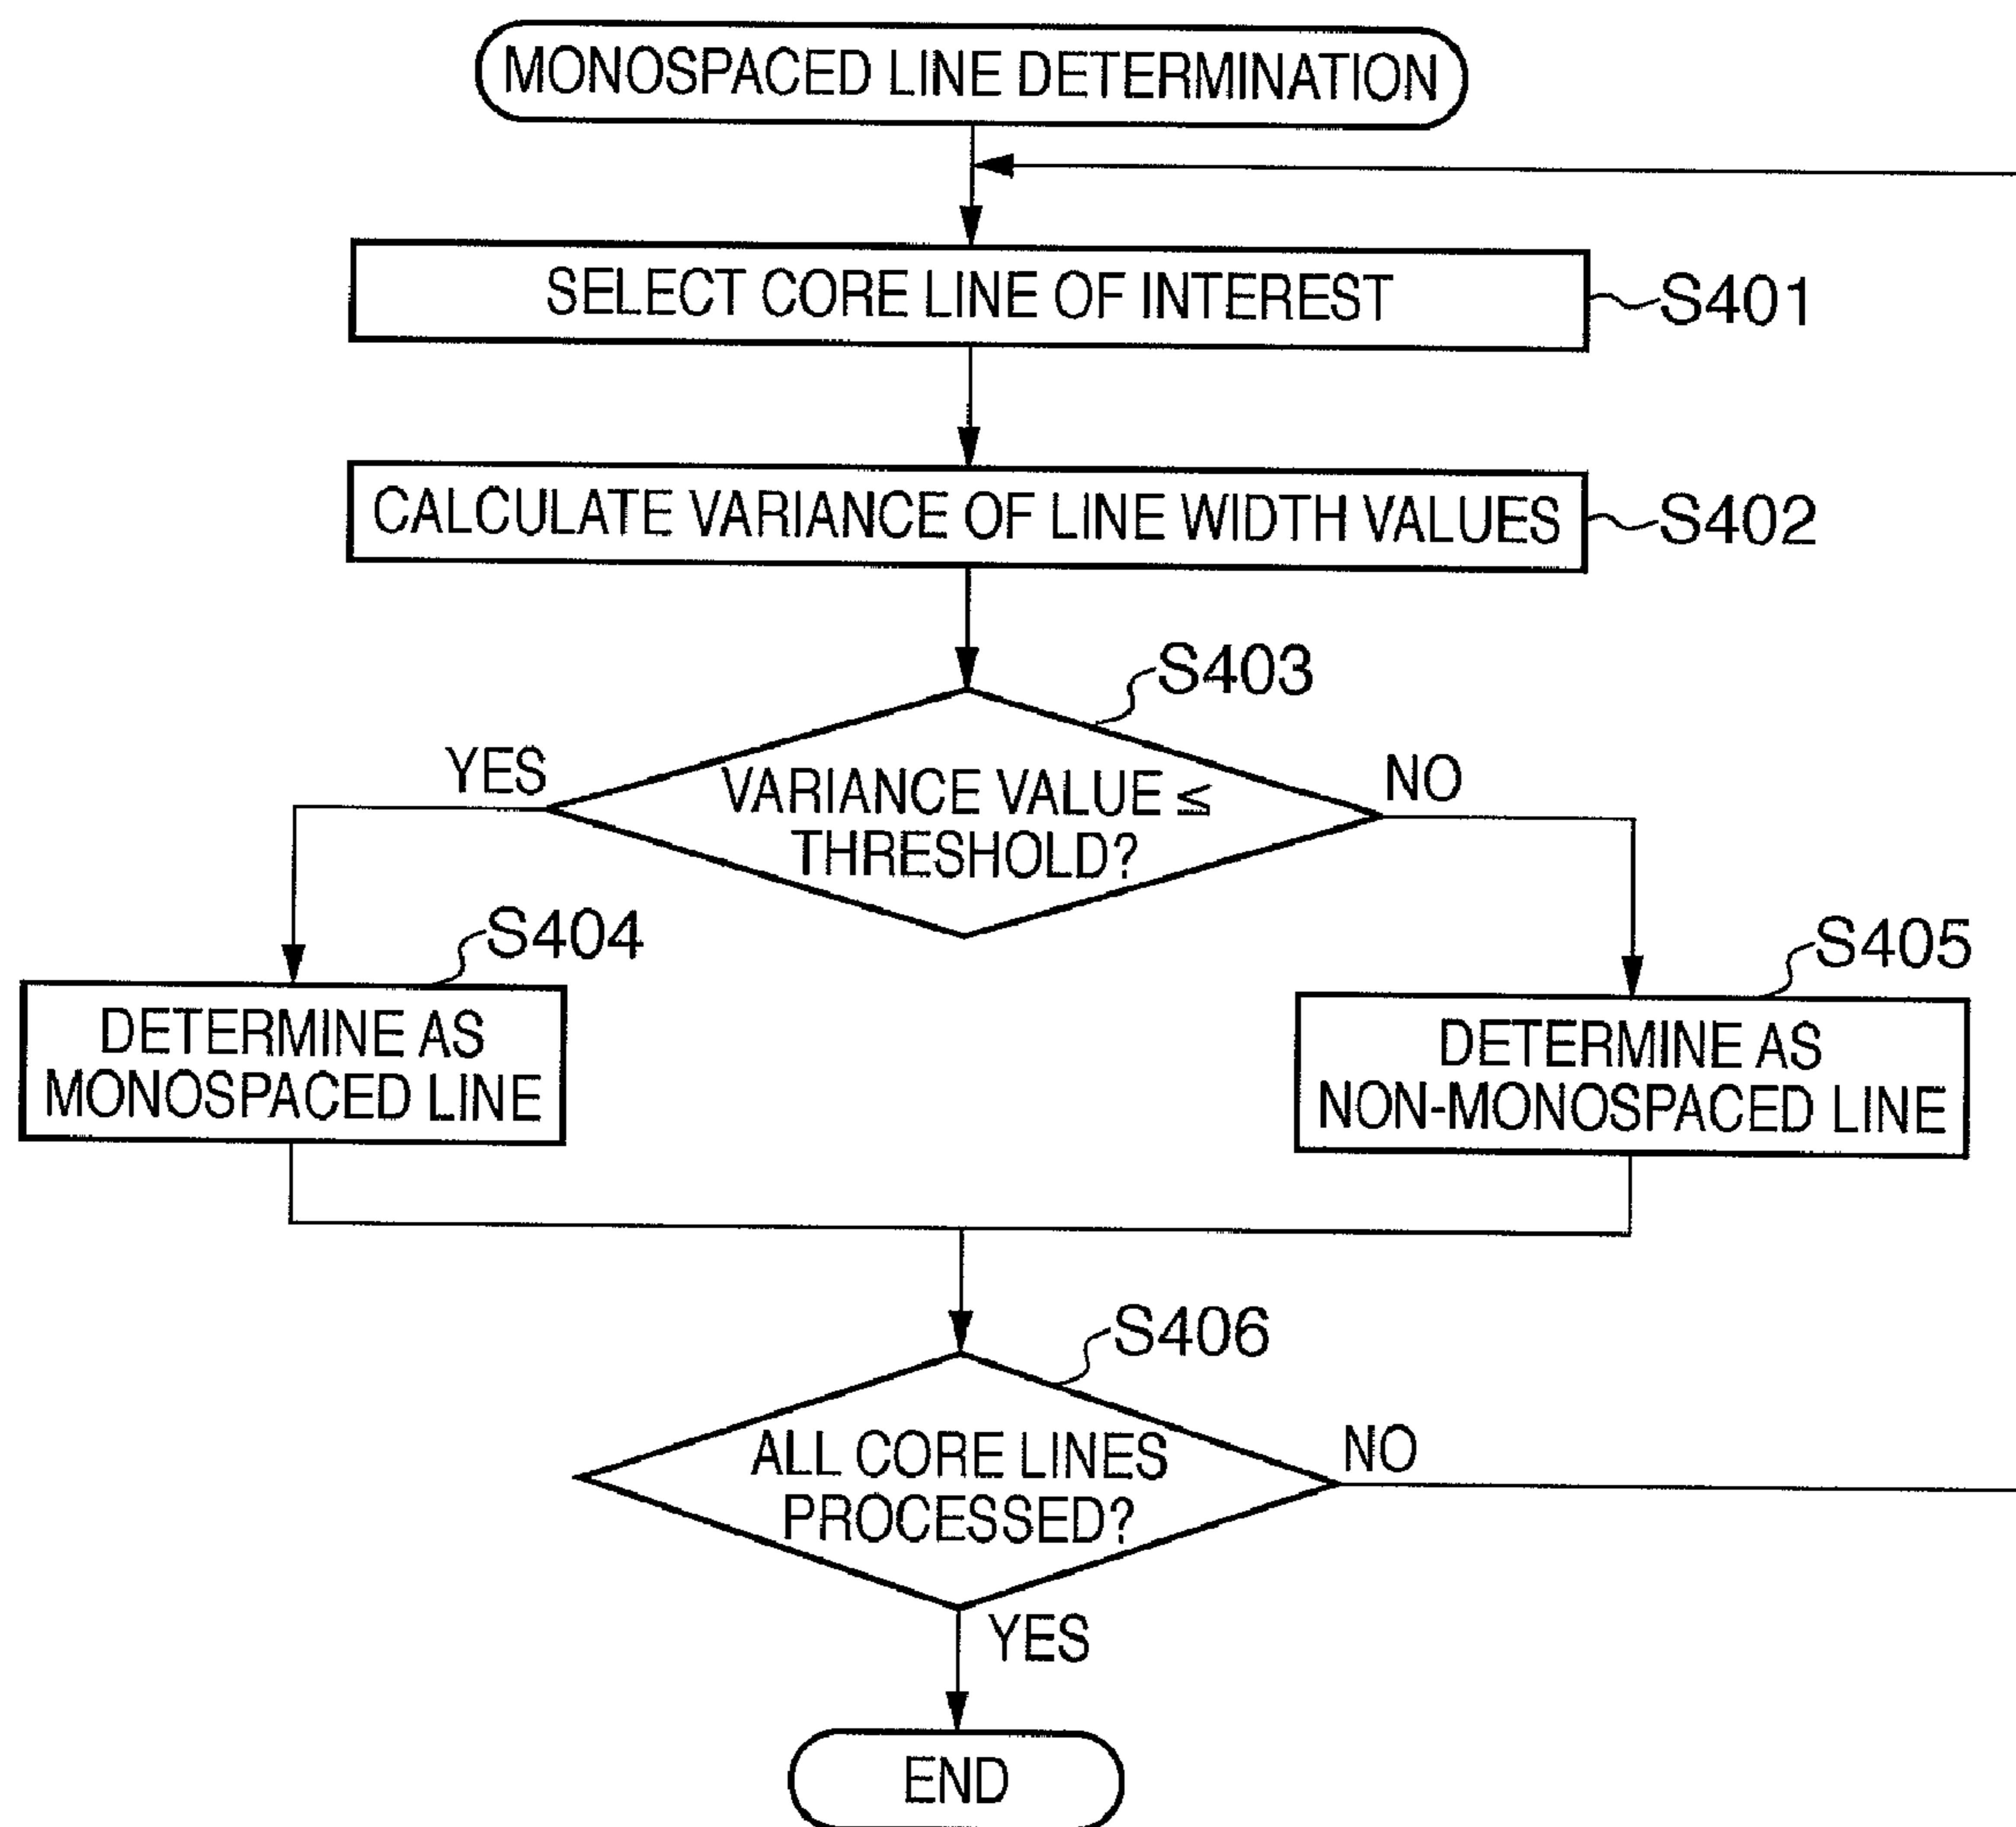 MONOSPACED LINE DETERMINATION
SELECT CORE LINE OF INTEREST
S401
CALCULATE VARIANCE OF LINE WIDTH VALUES
S402
S403
YES
VARIANCE VALUE ≦
THRESHOLD?
NO
S404
DETERMINE AS
MONOSPACED LINE
S405
DETERMINE AS
NON-MONOSPACED LINE
S406
ALL CORE LINES
PROCESSED?
NO
YES
END